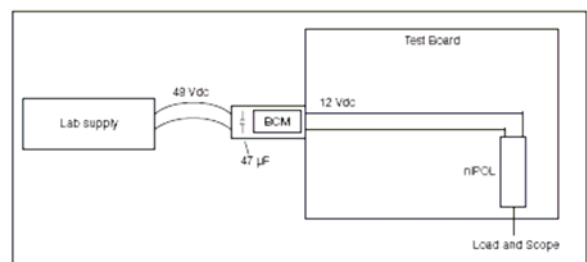 Test Board
48 Vdc
12 Vdc
Lab supply
BCM
47 µF
niPOL
Load and Scope